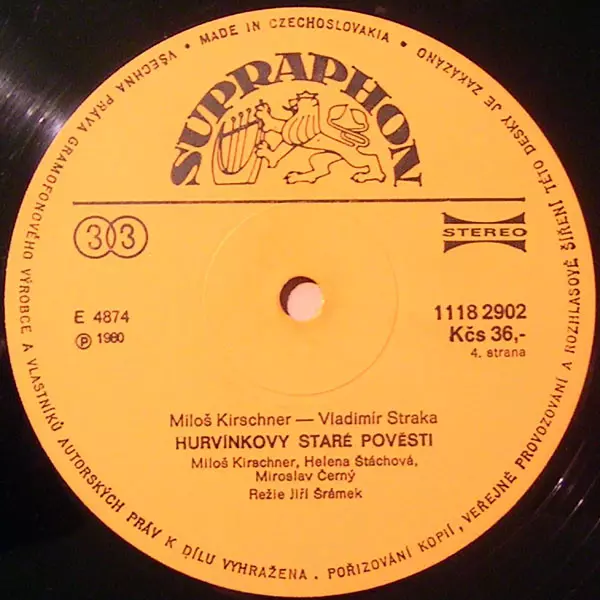 • MADE IN CZECHOSLOVAKIA •
VŠECHNA PRÁVA GRAMOFONOVÉHO VÝROBCE A VLASTNÍKŮ AUTORSKÝCH PRÁV K DÍLU VYHRAŽENA . POŘIZOVÁNÍ KOPIÍ , VEŘEJNÉ PROVOZOVÁNÍ A ROZHLASOVÉ ŠÍŘENÍ TÉTO DESKY JE ZAKÁZÁNO
SUPRAPHON
33
STEREO
E 4874
℗ 1980
1118 2902
Kčs 36,-
4. strana
Miloš Kirschner — Vladimír Straka
HURVÍNKOVY STARÉ POVĚSTI
Miloš Kirschner, Helena Štáchová,
Miroslav Černý
Režie Jiří Šrámek